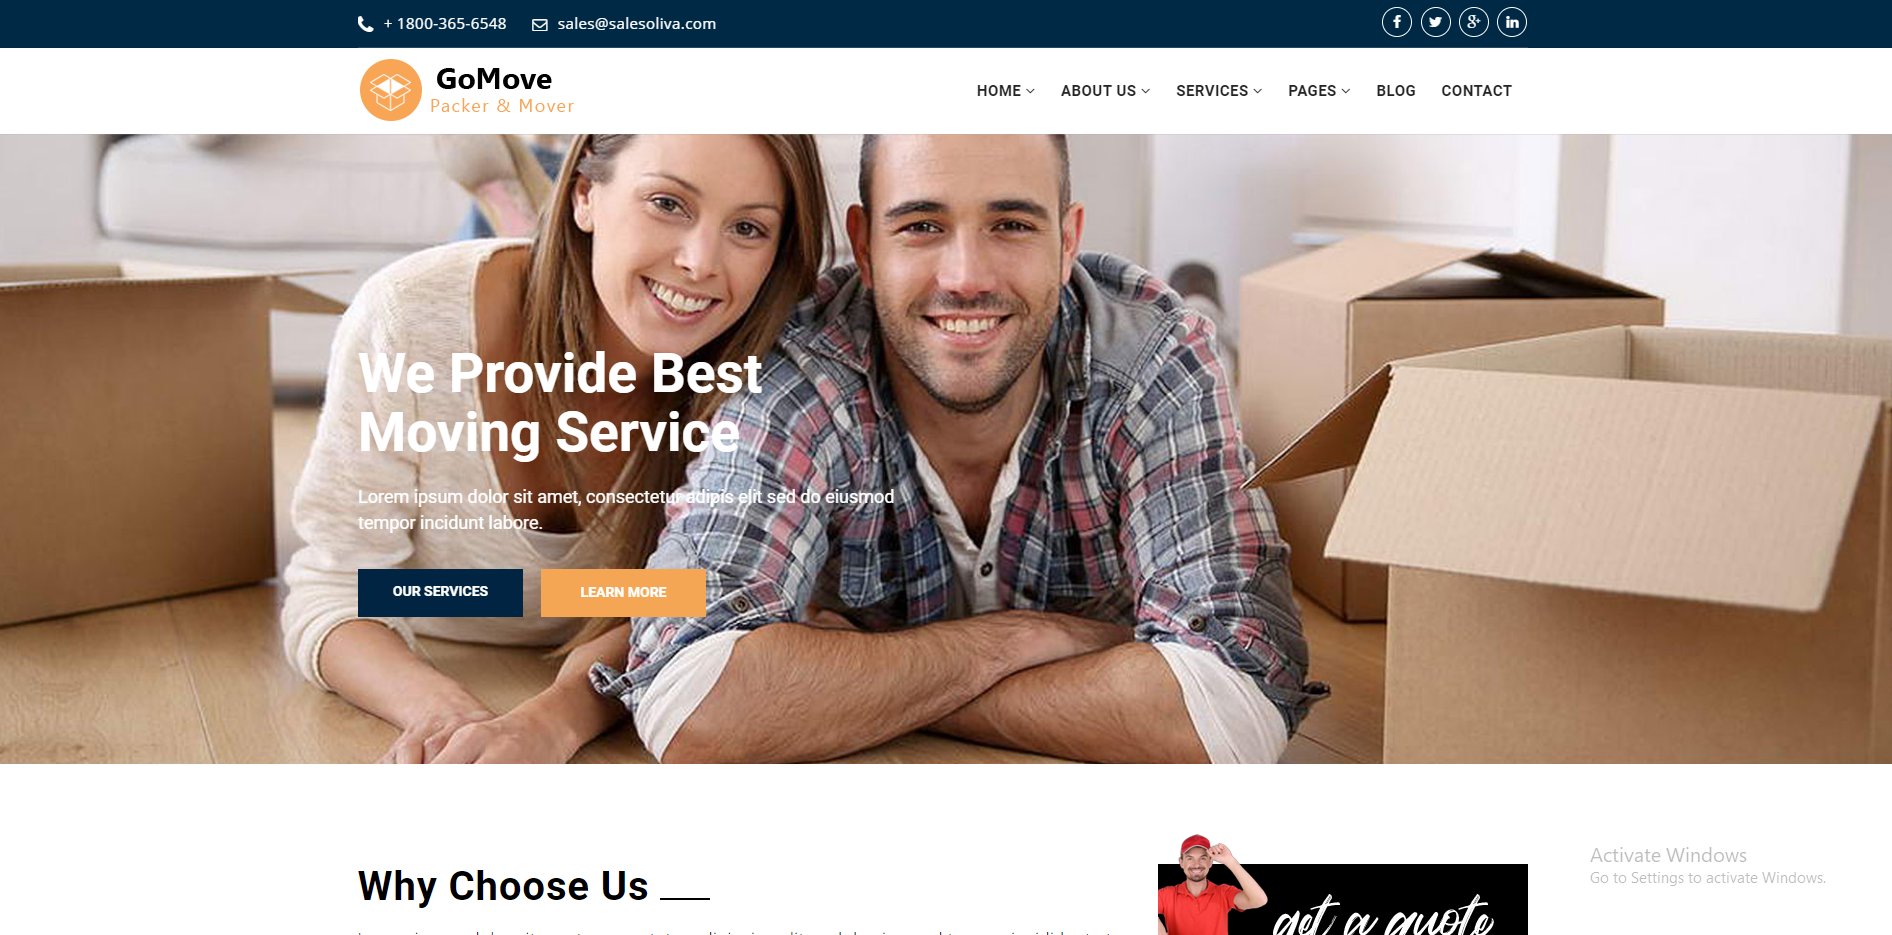 + 1800-365-6548 sales@salesoliva.com
GoMove
Packer & Mover
HOME ABOUT US SERVICES PAGES BLOG CONTACT
We Provide Best
Moving Service
Lorem ipsum dolor sit amet, consectetur adipis elit sed do eiusmod
tempor incidunt labore.
OUR SERVICES LEARN MORE
Why Choose Us
get a quote
Activate Windows
Go to Settings to activate Windows.